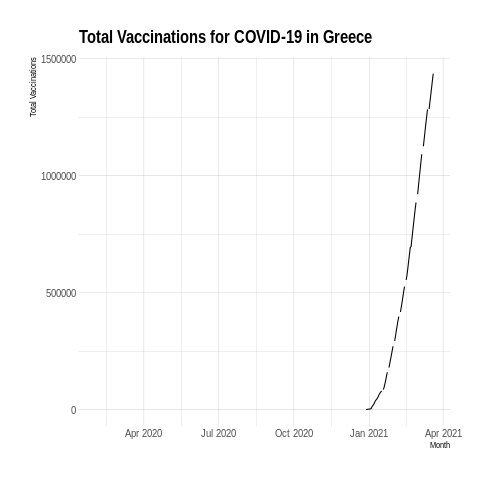 Total Vaccinations for COVID-19 in Greece
Total Vaccinations
1500000
1000000
500000
0
Apr 2020 Jul 2020 Oct 2020 Jan 2021 Apr 2021
Month